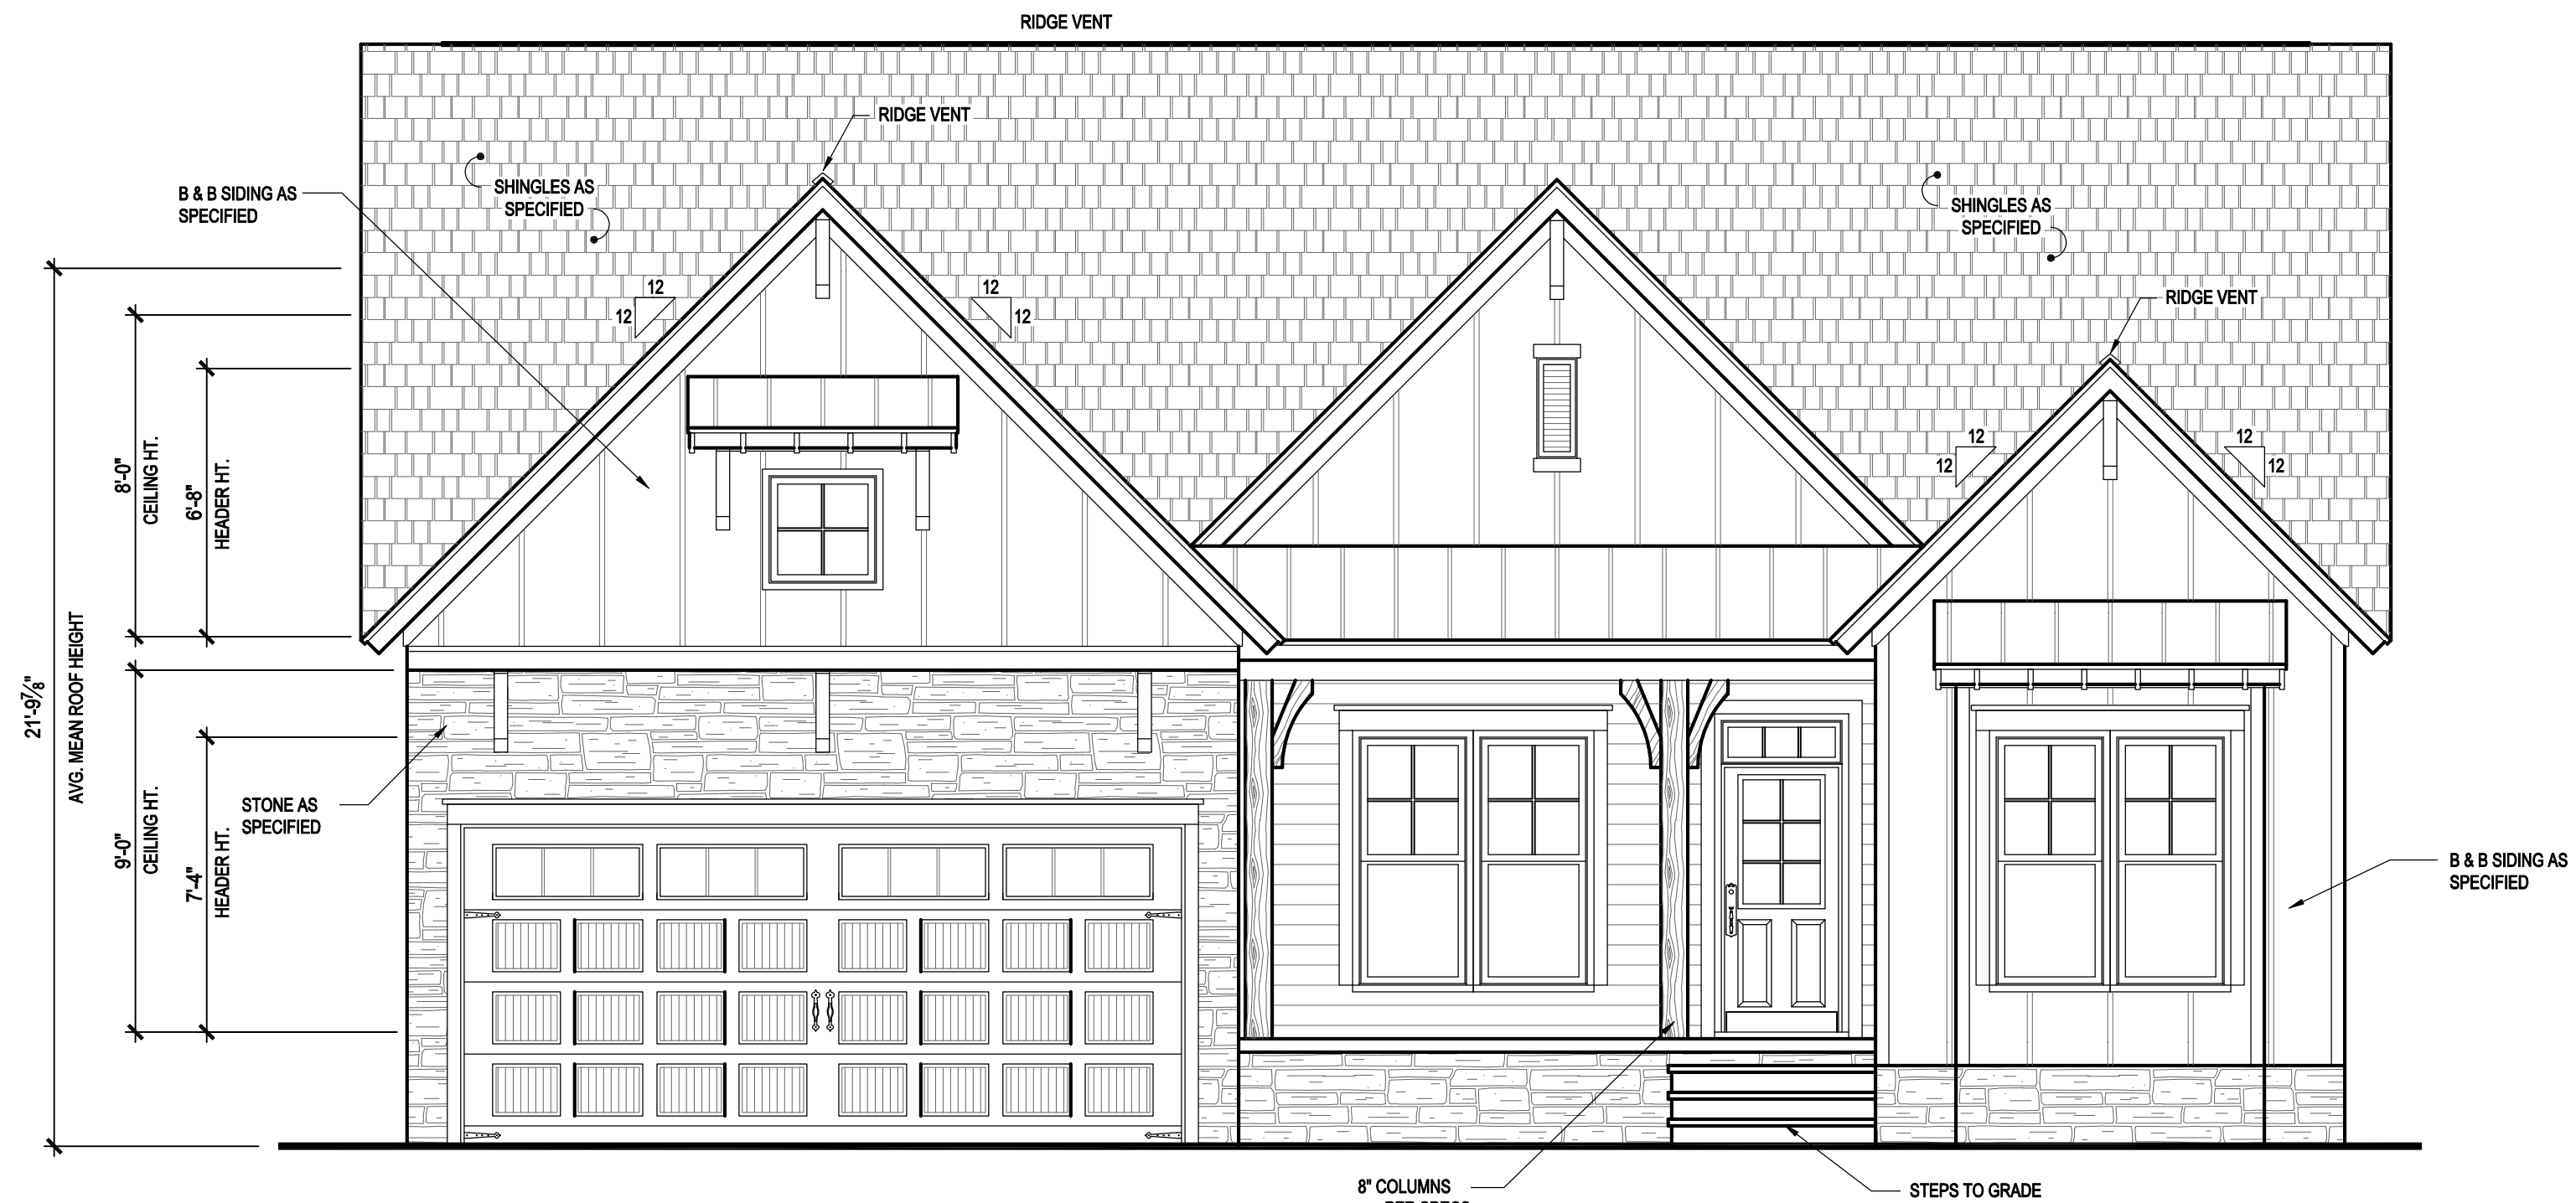 RIDGE VENT
RIDGE VENT
B & B SIDING AS
SPECIFIED
SHINGLES AS
SPECIFIED
SHINGLES AS
SPECIFIED
RIDGE VENT
12
12
12
12
12
12
12
12
8'-0"
CEILING HT.
6'-8"
HEADER HT.
21'-9⅞"
AVG. MEAN ROOF HEIGHT
9'-0"
CEILING HT.
7'-4"
HEADER HT.
STONE AS
SPECIFIED
B & B SIDING AS
SPECIFIED
8" COLUMNS
PER SPECS
STEPS TO GRADE